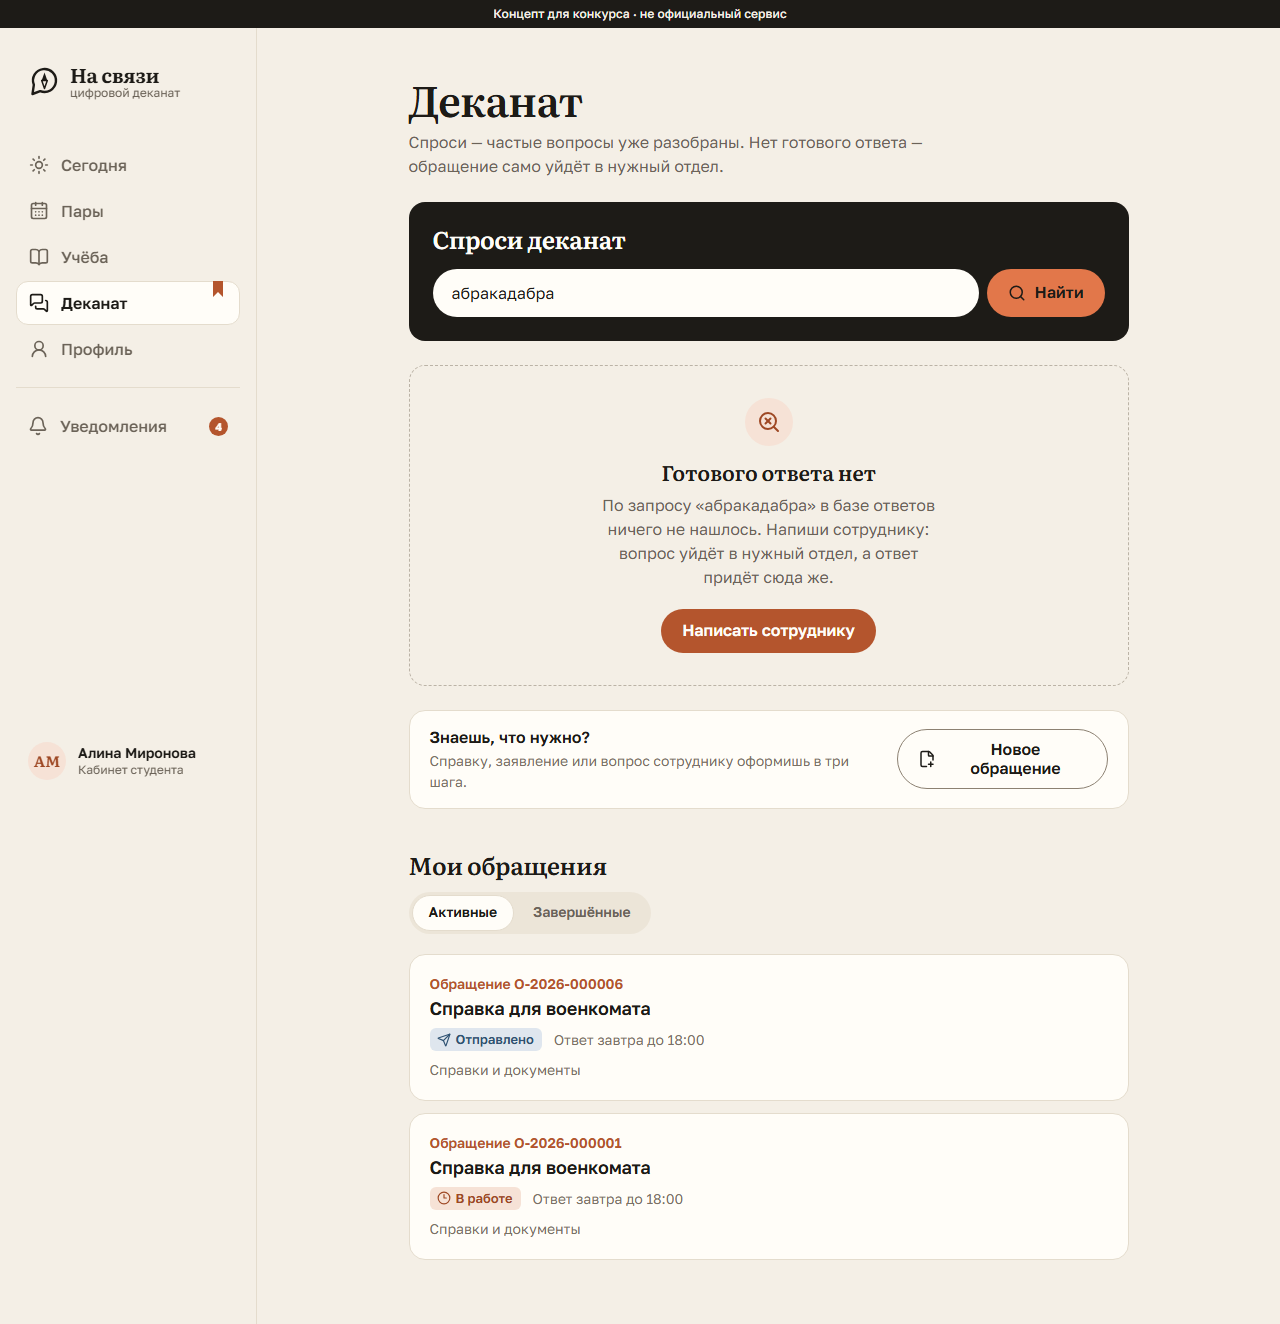 Концепт для конкурса · не официальный сервис
На связи
цифровой деканат
Сегодня
Пары
Учёба
Деканат
Профиль
Уведомления 4
АМ
Алина Миронова
Кабинет студента
Деканат
Спроси — частые вопросы уже разобраны. Нет готового ответа —
обращение само уйдёт в нужный отдел.
Спроси деканат
абракадабра
Найти
Готового ответа нет
По запросу «абракадабра» в базе ответов
ничего не нашлось. Напиши сотруднику:
вопрос уйдёт в нужный отдел, а ответ
придёт сюда же.
Написать сотруднику
Знаешь, что нужно?
Справку, заявление или вопрос сотруднику оформишь в три
шага.
Новое
обращение
Мои обращения
Активные Завершённые
Обращение О-2026-000006
Справка для военкомата
Отправлено Ответ завтра до 18:00
Справки и документы
Обращение О-2026-000001
Справка для военкомата
В работе Ответ завтра до 18:00
Справки и документы